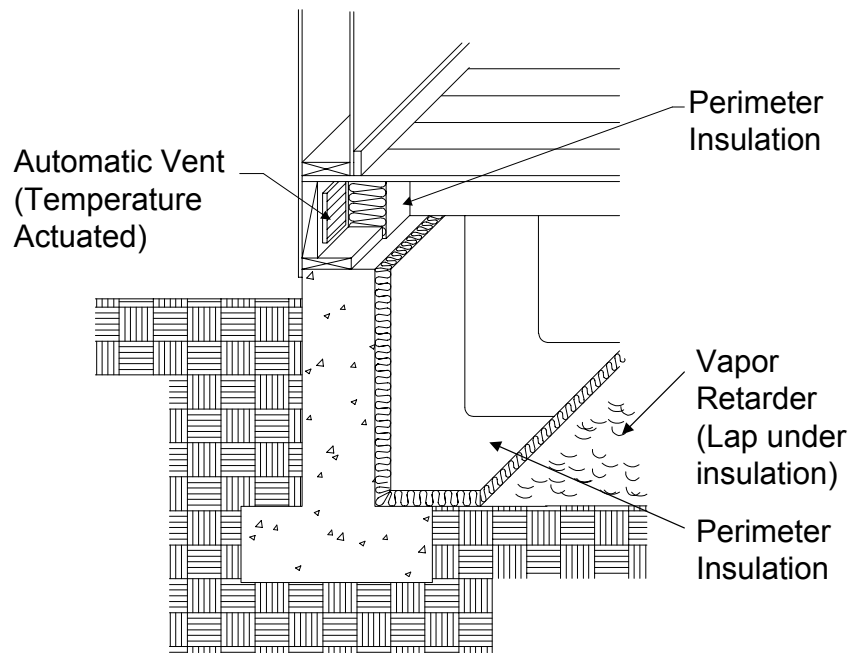 Perimeter
Insulation
Automatic Vent
(Temperature
Actuated)
Vapor
Retarder
(Lap under
insulation)
Perimeter
Insulation